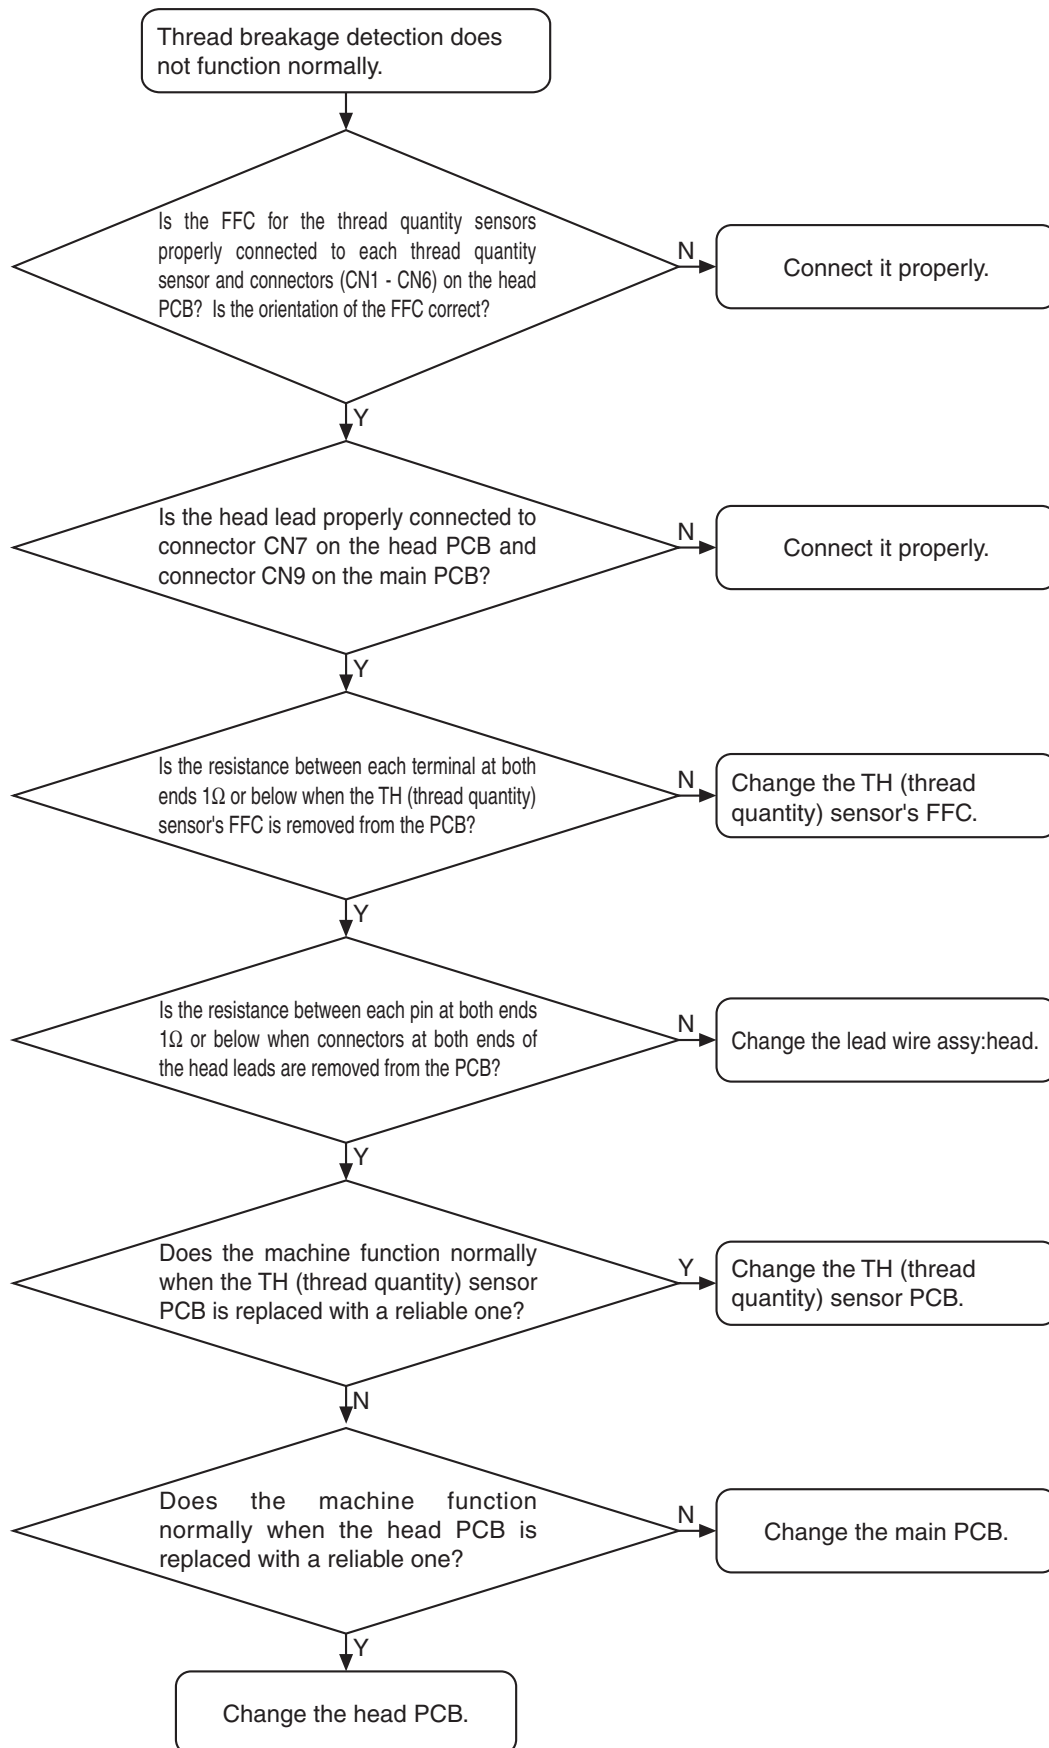 Thread breakage detection does
not function normally.
Is the FFC for the thread quantity sensors
properly connected to each thread quantity
sensor and connectors (CN1 - CN6) on the head
PCB? Is the orientation of the FFC correct?
N
Connect it properly.
Y
Is the head lead properly connected to
connector CN7 on the head PCB and
connector CN9 on the main PCB?
N
Connect it properly.
Y
Is the resistance between each terminal at both
ends 1Ω or below when the TH (thread quantity)
sensor's FFC is removed from the PCB?
N
Change the TH (thread
quantity) sensor's FFC.
Y
Is the resistance between each pin at both ends
1Ω or below when connectors at both ends of
the head leads are removed from the PCB?
N
Change the lead wire assy:head.
Y
Does the machine function normally
when the TH (thread quantity) sensor
PCB is replaced with a reliable one?
Y
Change the TH (thread
quantity) sensor PCB.
N
Does the machine function
normally when the head PCB is
replaced with a reliable one?
N
Change the main PCB.
Y
Change the head PCB.